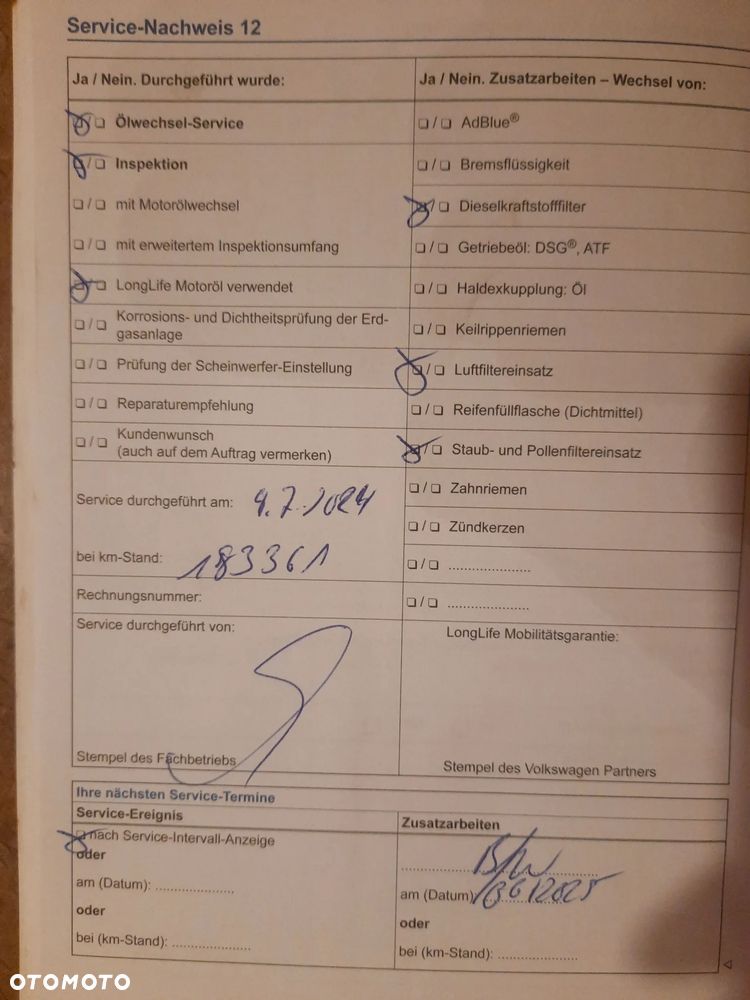 Service-Nachweis 12
Ja / Nein. Durchgeführt wurde:
❏ / ❏ Ölwechsel-Service
❏ / ❏ Inspektion
❏ / ❏ mit Motorölwechsel
❏ / ❏ mit erweitertem Inspektionsumfang
❏ / ❏ LongLife Motoröl verwendet
❏ / ❏ Korrosions- und Dichtheitsprüfung der Erd-
gasanlage
❏ / ❏ Prüfung der Scheinwerfer-Einstellung
❏ / ❏ Reparaturempfehlung
❏ / ❏ Kundenwunsch
(auch auf dem Auftrag vermerken)
Service durchgeführt am: 4.7.2024
bei km-Stand: 183361
Rechnungsnummer:
Service durchgeführt von:
Stempel des Fachbetriebs
Ja / Nein. Zusatzarbeiten – Wechsel von:
❏ / ❏ AdBlue®
❏ / ❏ Bremsflüssigkeit
❏ / ❏ Dieselkraftstofffilter
❏ / ❏ Getriebeöl: DSG®, ATF
❏ / ❏ Haldexkupplung: Öl
❏ / ❏ Keilrippenriemen
❏ / ❏ Luftfiltereinsatz
❏ / ❏ Reifenfüllflasche (Dichtmittel)
❏ / ❏ Staub- und Pollenfiltereinsatz
❏ / ❏ Zahnriemen
❏ / ❏ Zündkerzen
❏ / ❏ .....................
❏ / ❏ .....................
LongLife Mobilitätsgarantie:
Stempel des Volkswagen Partners
Ihre nächsten Service-Termine
Service-Ereignis
❏ nach Service-Intervall-Anzeige
oder
am (Datum): ....................
oder
bei (km-Stand): ....................
Zusatzarbeiten
am (Datum)
oder
bei (km-Stand): ....................
OTOMOTO